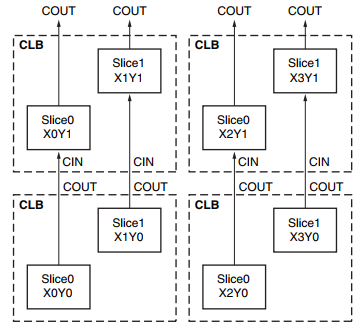 COUT COUT COUT COUT
CLB CLB
Slice1
X1Y1
Slice1
X3Y1
Slice0
X0Y1
Slice0
X2Y1
CIN CIN CIN CIN
COUT COUT COUT COUT
CLB CLB
Slice1
X1Y0
Slice1
X3Y0
Slice0
X0Y0
Slice0
X2Y0